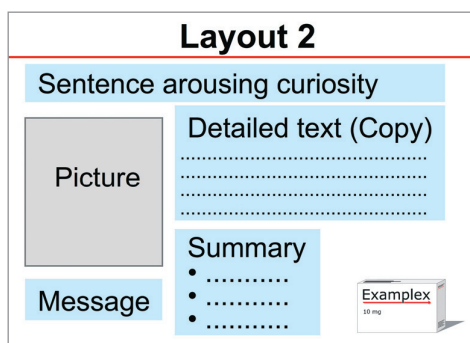 Layout 2
Sentence arousing curiosity
Picture
Detailed text (Copy)
................................................
................................................
................................................
................................................
Message
Summary
• ...........
• ...........
• ...........
Examplex
10 mg